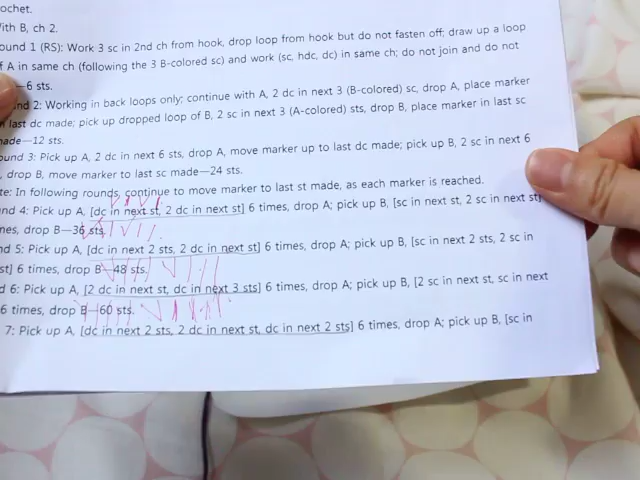 ochet.
With B, ch 2.
ound 1 (RS): Work 3 sc in 2nd ch from hook, drop loop from hook but do not fasten off; draw up a loop
f A in same ch (following the 3 B-colored sc) and work (sc, hdc, dc) in same ch; do not join and do not
—6 sts.
nd 2: Working in back loops only; continue with A, 2 dc in next 3 (B-colored) sc, drop A, place marker
n last dc made; pick up dropped loop of B, 2 sc in next 3 (A-colored) sts, drop B, place marker in last sc
nade—12 sts.
ound 3: Pick up A, 2 dc in next 6 sts, drop A, move marker up to last dc made; pick up B, 2 sc in next 6
, drop B, move marker to last sc made—24 sts.
te: In following rounds, continue to move marker to last st made, as each marker is reached.
nd 4: Pick up A, [dc in next st, 2 dc in next st] 6 times, drop A; pick up B, [sc in next st, 2 sc in next st]
nes, drop B—36 sts.
nd 5: Pick up A, [dc in next 2 sts, 2 dc in next st] 6 times, drop A; pick up B, [sc in next 2 sts, 2 sc in
st] 6 times, drop B—48 sts.
d 6: Pick up A, [2 dc in next st, dc in next 3 sts] 6 times, drop A; pick up B, [2 sc in next st, sc in next
6 times, drop B—60 sts.
7: Pick up A, [dc in next 2 sts, 2 dc in next st, dc in next 2 sts] 6 times, drop A; pick up B, [sc in